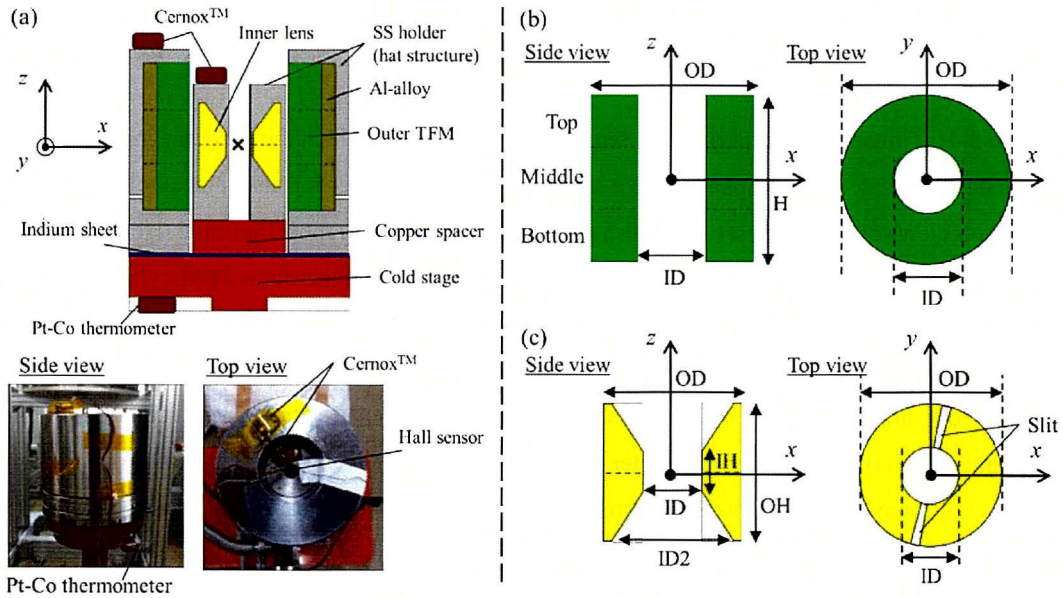 (a)
Cernox™
Inner lens
SS holder
(hat structure)
Al-alloy
Outer TFM
z
x
y
Indium sheet
Copper spacer
Cold stage
Pt-Co thermometer
Side view
Top view
Cernox™
Hall sensor
Pt-Co thermometer
(b)
Side view
z
OD
Top view
y
OD
Top
Middle
Bottom
x
H
ID
x
ID
(c)
Side view
z
OD
Top view
y
OD
Slit
x
IH
ID
OH
ID2
x
ID